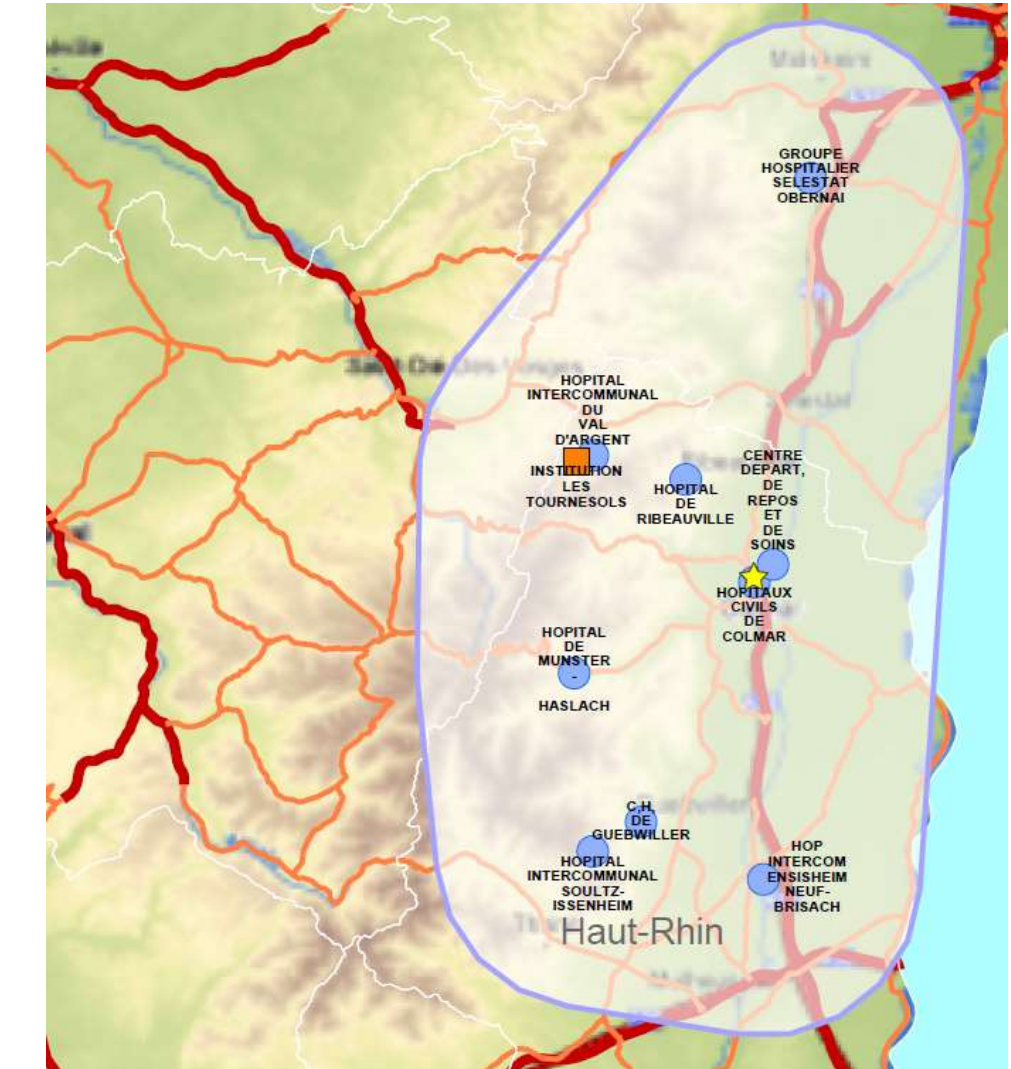 GROUPE
HOSPITALIER
SELESTAT
OBERNAI
HOPITAL
INTERCOMMUNAL
DU
VAL
D'ARGENT
INSTITUTION
LES
TOURNESOLS
HOPITAL
DE
RIBEAUVILLE
CENTRE
DEPART,
DE
REPOS
ET
DE
SOINS
HOPITAUX
CIVILS
DE
COLMAR
HOPITAL
DE
MUNSTER
-
HASLACH
C,H,
DE
GUEBWILLER
HOPITAL
INTERCOMMUNAL
SOULTZ-
ISSENHEIM
HOP
INTERCOM
ENSISHEIM
NEUF-
BRISACH
Haut-Rhin